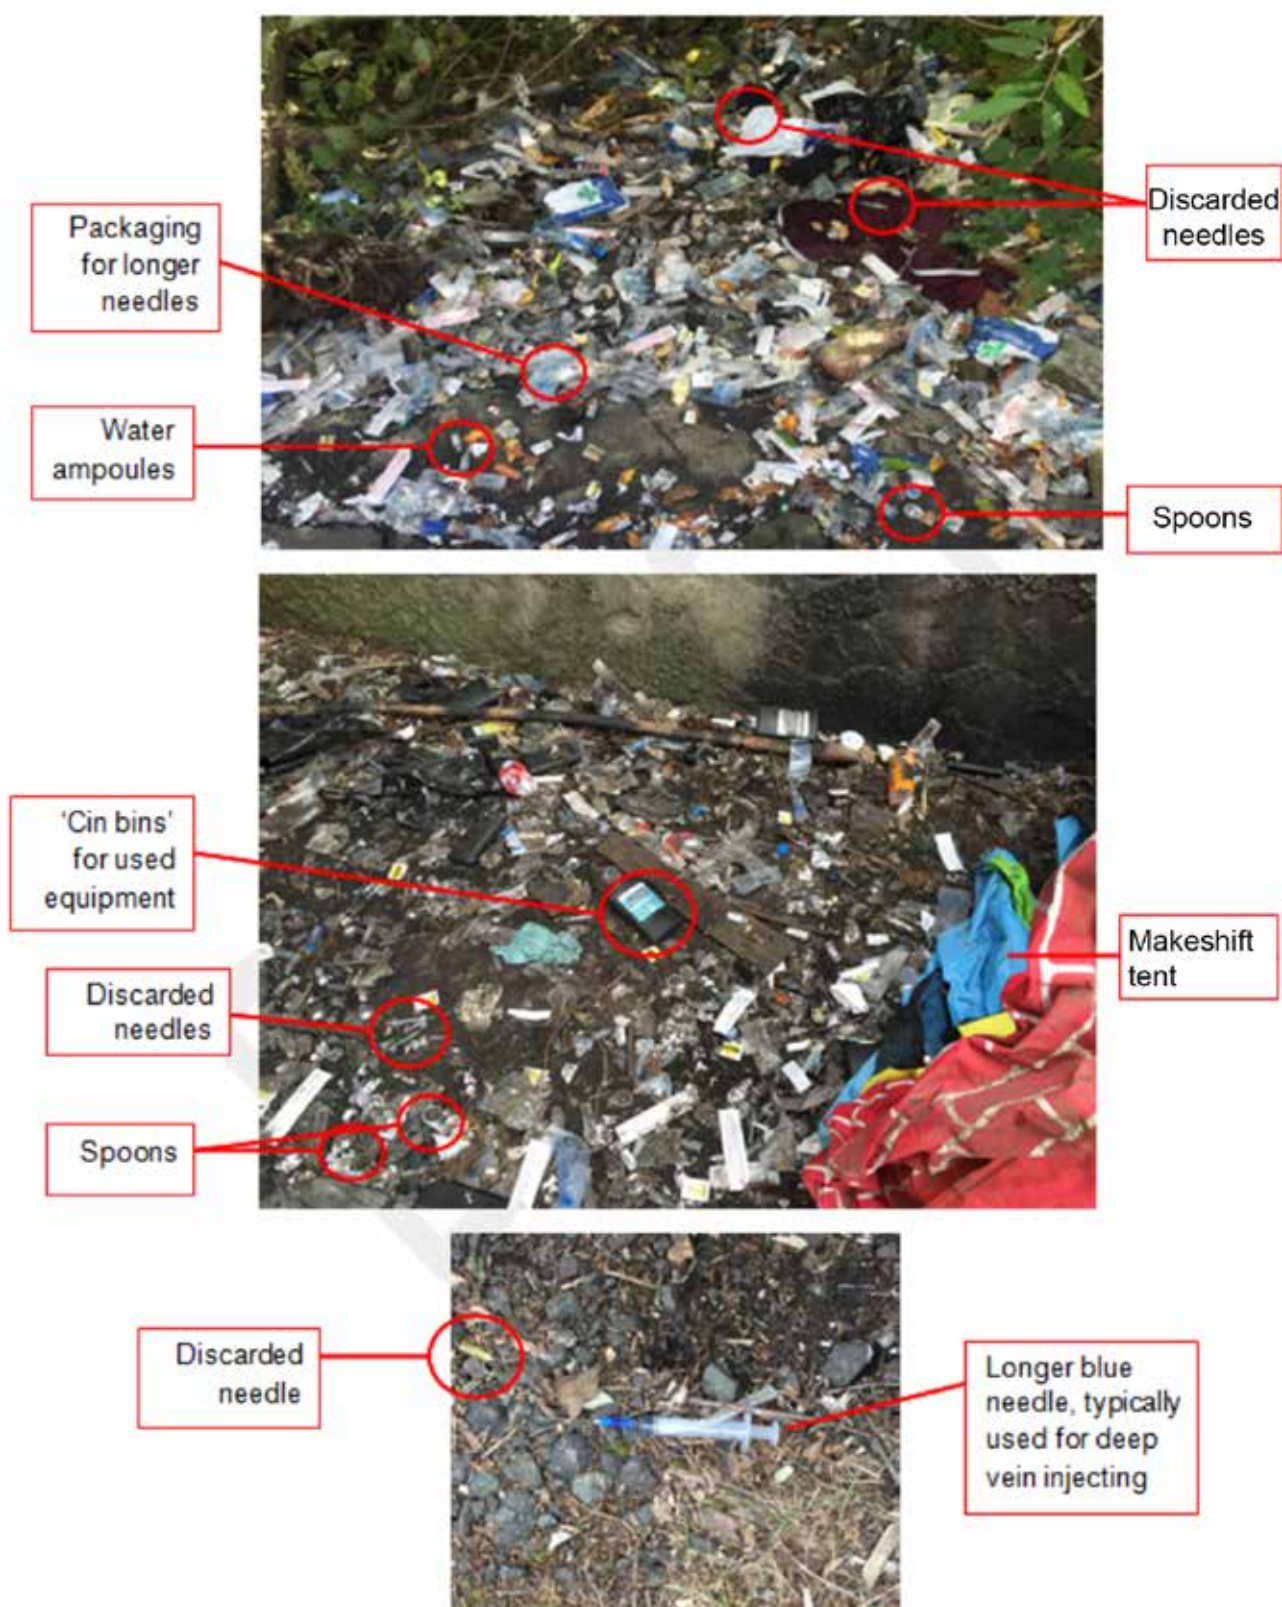 Discarded
needles
Packaging
for longer
needles
Water
ampoules
Spoons
'Cin bins'
for used
equipment
Makeshift
tent
Discarded
needles
Spoons
Discarded
needle
Longer blue
needle, typically
used for deep
vein injecting